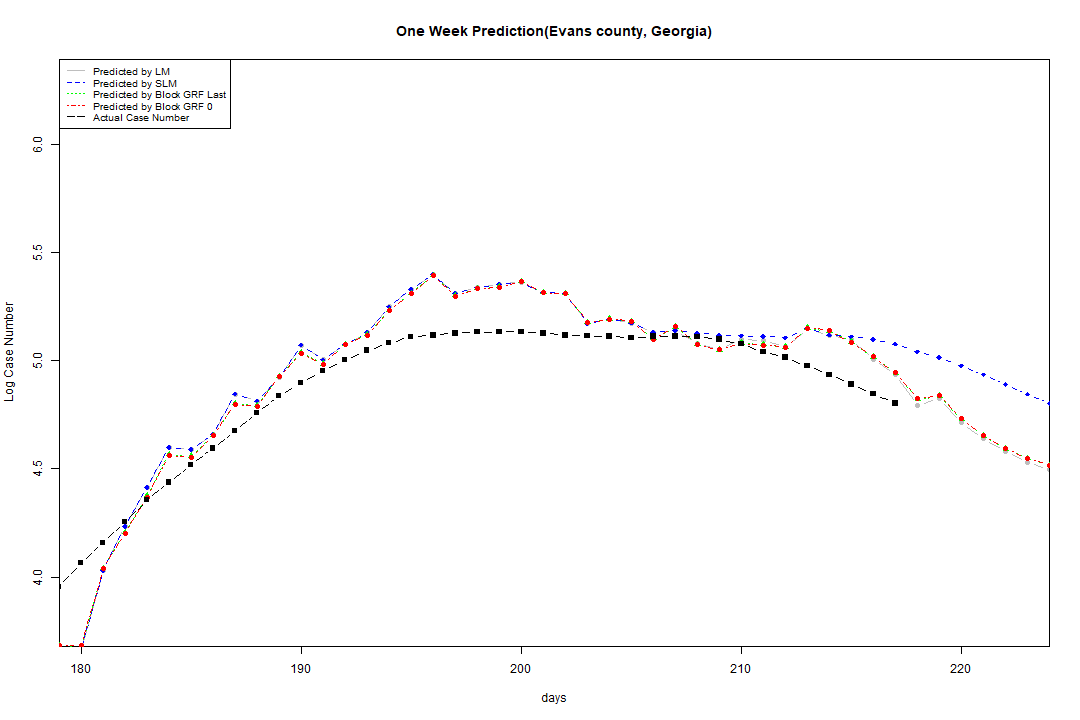 One Week Prediction(Evans county, Georgia)
Predicted by LM
Predicted by SLM
Predicted by Block GRF Last
Predicted by Block GRF 0
Actual Case Number
6.0
5.5
5.0
4.5
4.0
Log Case Number
180 190 200 210 220
days